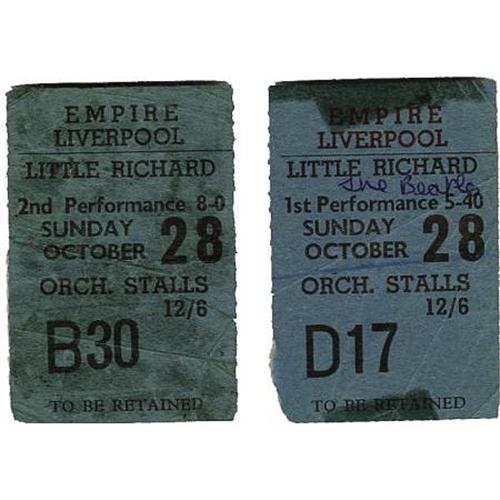 EMPIRE
LIVERPOOL
LITTLE RICHARD
2nd Performance 8-0
SUNDAY
OCTOBER 28
ORCH. STALLS
12/6
B30
TO BE RETAINED
EMPIRE
LIVERPOOL
LITTLE RICHARD
The Beatles
1st Performance 5-40
SUNDAY
OCTOBER 28
ORCH. STALLS
12/6
D17
TO BE RETAINED